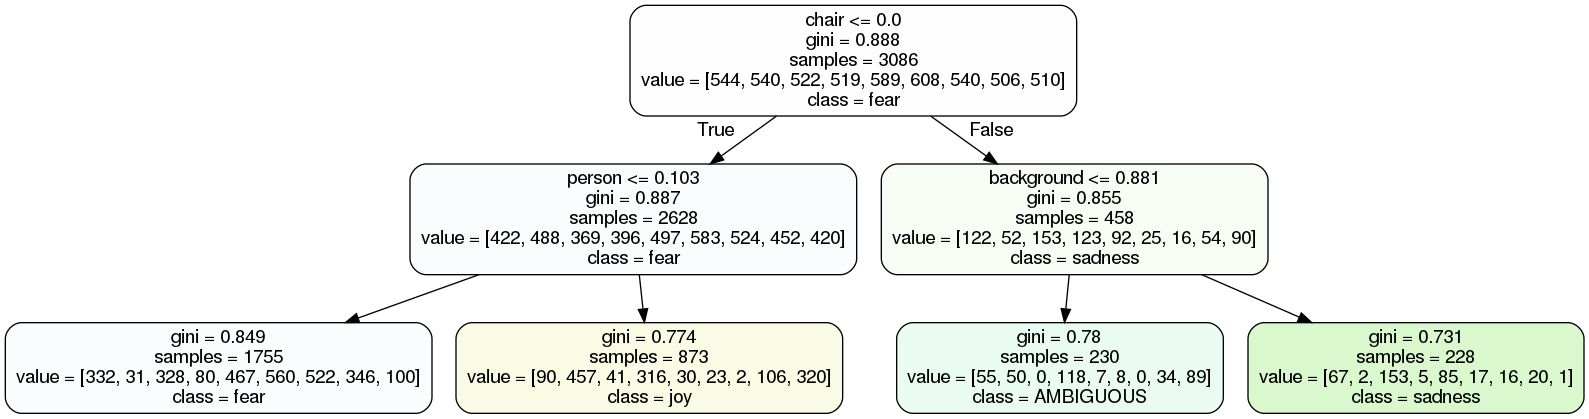 chair <= 0.0
gini = 0.888
samples = 3086
value = [544, 540, 522, 519, 589, 608, 540, 506, 510]
class = fear
True
False
person <= 0.103
gini = 0.887
samples = 2628
value = [422, 488, 369, 396, 497, 583, 524, 452, 420]
class = fear
background <= 0.881
gini = 0.855
samples = 458
value = [122, 52, 153, 123, 92, 25, 16, 54, 90]
class = sadness
gini = 0.849
samples = 1755
value = [332, 31, 328, 80, 467, 560, 522, 346, 100]
class = fear
gini = 0.774
samples = 873
value = [90, 457, 41, 316, 30, 23, 2, 106, 320]
class = joy
gini = 0.78
samples = 230
value = [55, 50, 0, 118, 7, 8, 0, 34, 89]
class = AMBIGUOUS
gini = 0.731
samples = 228
value = [67, 2, 153, 5, 85, 17, 16, 20, 1]
class = sadness